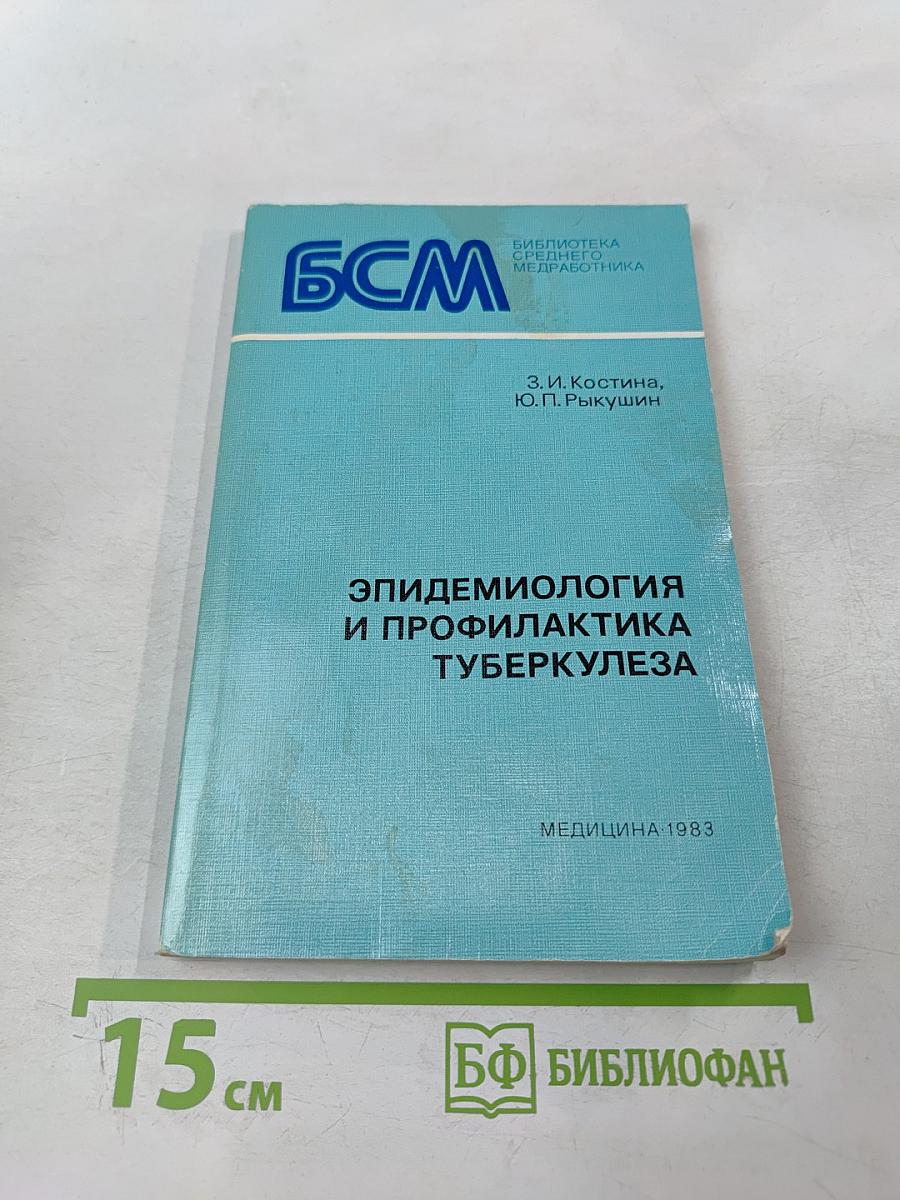 БСМ
БИБЛИОТЕКА
СРЕДНЕГО
МЕДРАБОТНИКА
З. И. Костина,
Ю. П. Рыкушин
ЭПИДЕМИОЛОГИЯ
И ПРОФИЛАКТИКА
ТУБЕРКУЛЕЗА
МЕДИЦИНА·1983
15 см
БФ БИБЛИОФАН